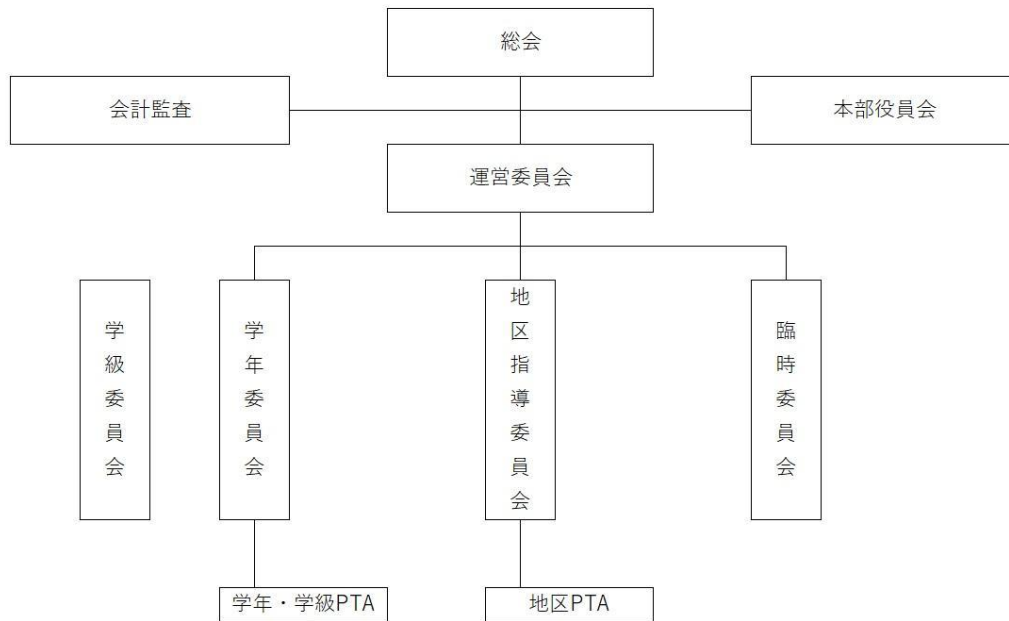 総会
会計監査
本部役員会
運営委員会
学級委員会
学年委員会
地区指導委員会
臨時委員会
学年・学級PTA
地区PTA